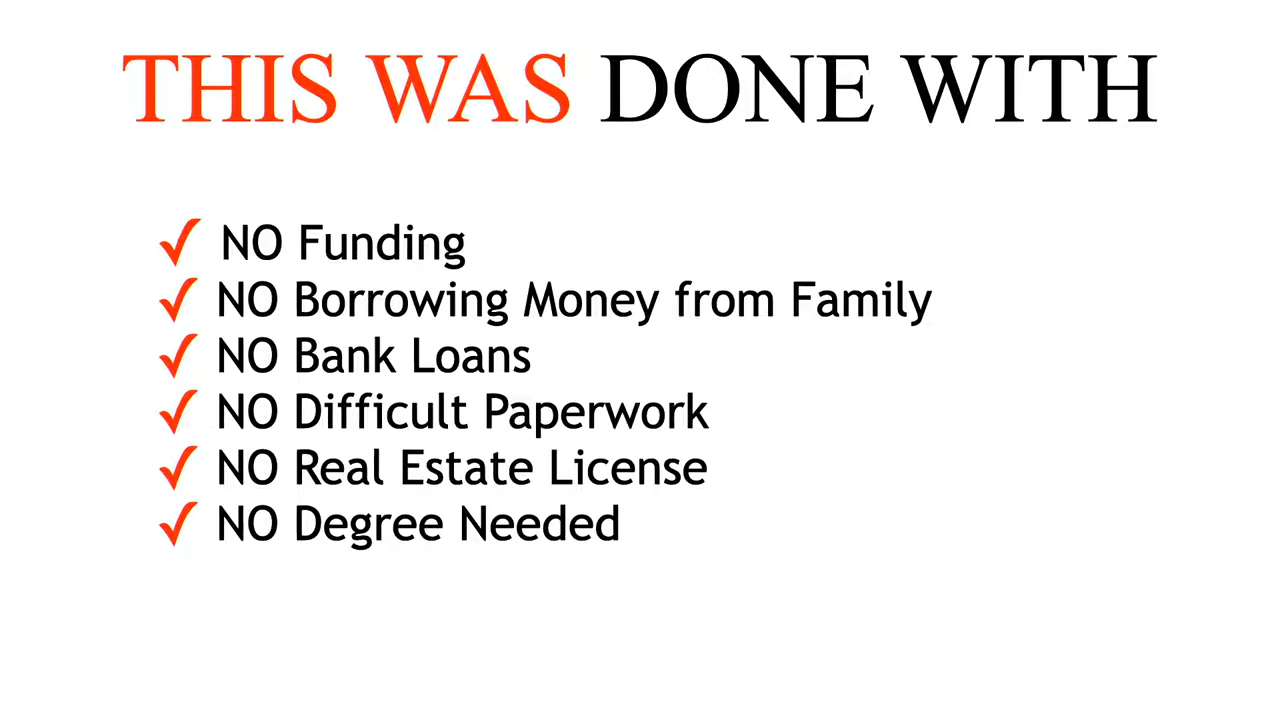 THIS WAS DONE WITH
✓ NO Funding
✓ NO Borrowing Money from Family
✓ NO Bank Loans
✓ NO Difficult Paperwork
✓ NO Real Estate License
✓ NO Degree Needed